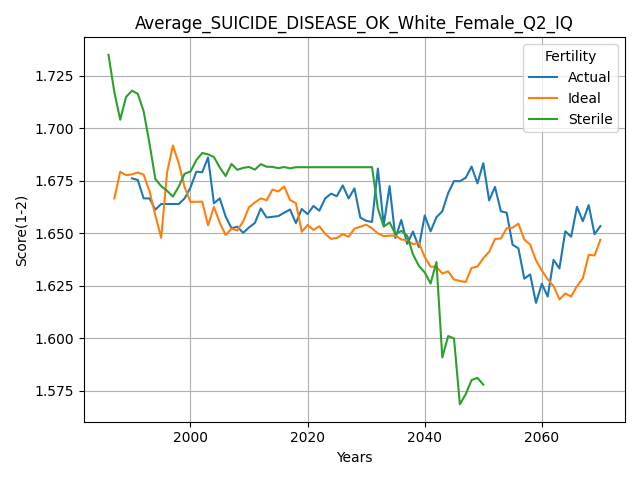 Average_SUICIDE_DISEASE_OK_White_Female_Q2_IQ
Fertility
Actual
Ideal
Sterile
Score(1-2)
1.725
1.700
1.675
1.650
1.625
1.600
1.575
2000
2020
2040
2060
Years